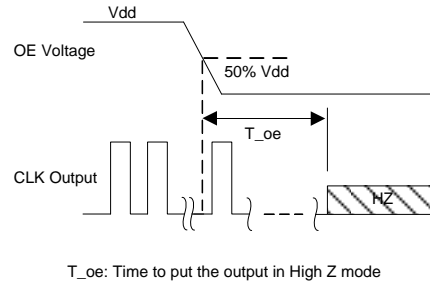 Vdd
OE Voltage
50% Vdd
T_oe
CLK Output
HZ
T_oe: Time to put the output in High Z mode